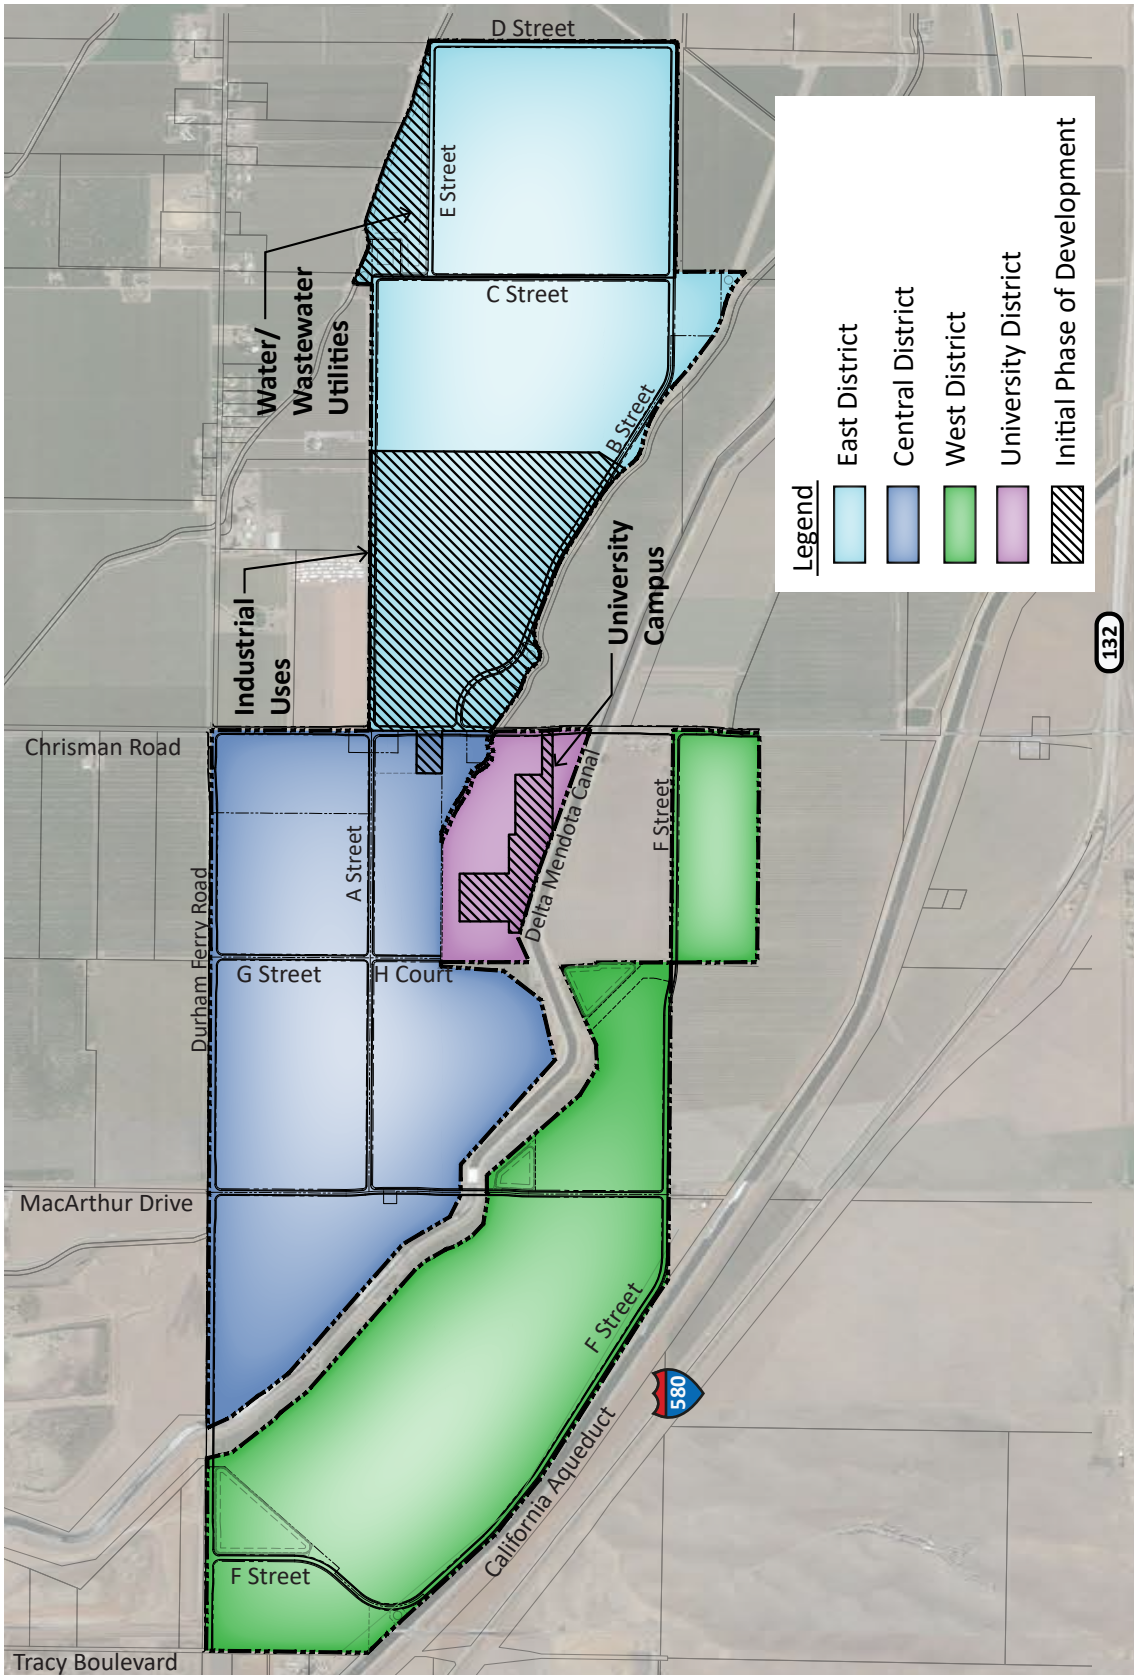 D Street
E Street
Water/
Wastewater
Utilities
C Street
B Street
Industrial
Uses
University
Campus
Chrisman Road
A Street
Durham Ferry Road
G Street
H Court
Delta Mendota Canal
F Street
MacArthur Drive
F Street
580
California Aqueduct
F Street
Tracy Boulevard
132
Legend
East District
Central District
West District
University District
Initial Phase of Development